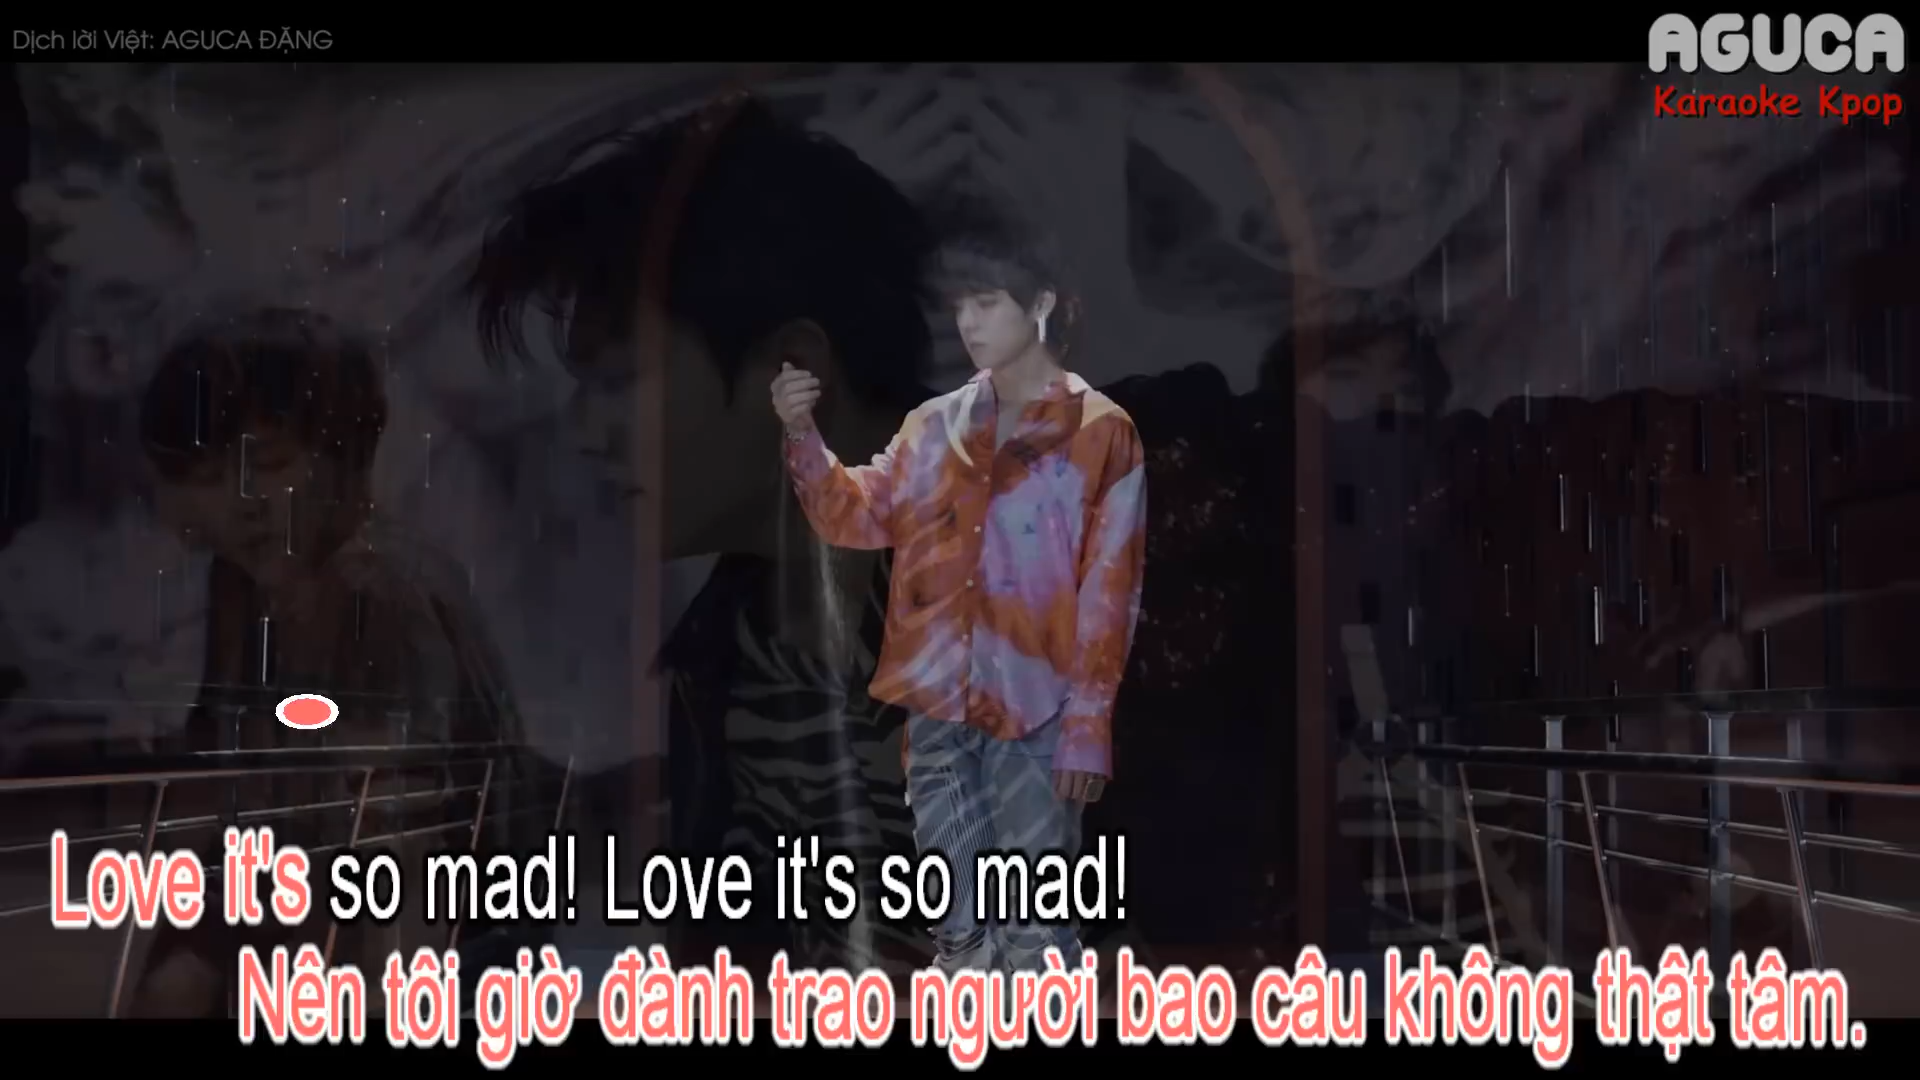 Dịch lời Việt: AGUCA ĐẶNG
AGUCA
Karaoke Kpop
Love it's so mad! Love it's so mad!
Nên tôi giờ đành trao người bao câu không thật tâm.